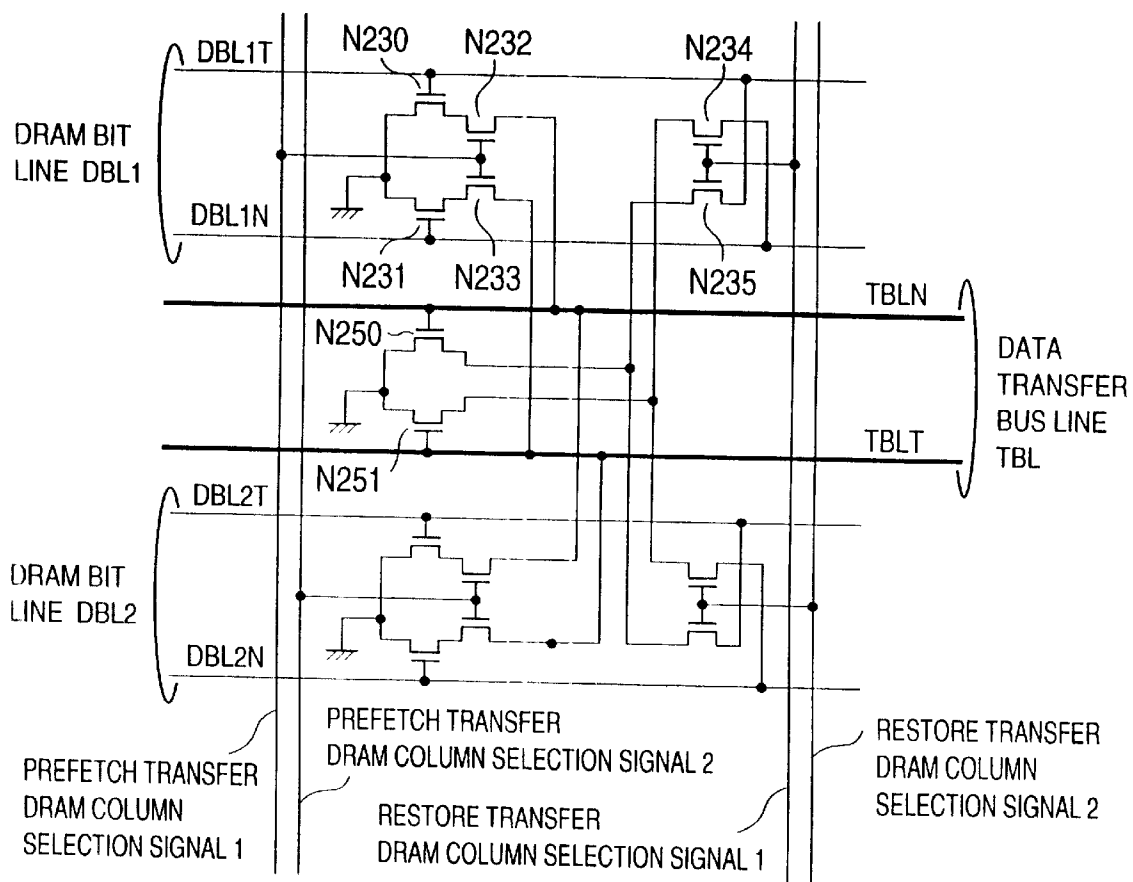 DBL1T
N230
N232
N234
DRAM BIT
LINE DBL1
DBL1N
N231
N233
N235
TBLN
N250
DATA
TRANSFER
BUS LINE
TBL
TBLT
N251
DBL2T
DRAM BIT
LINE DBL2
DBL2N
PREFETCH TRANSFER
DRAM COLUMN SELECTION SIGNAL 2
RESTORE TRANSFER
DRAM COLUMN
SELECTION SIGNAL 2
PREFETCH TRANSFER
DRAM COLUMN
SELECTION SIGNAL 1
RESTORE TRANSFER
DRAM COLUMN SELECTION SIGNAL 1